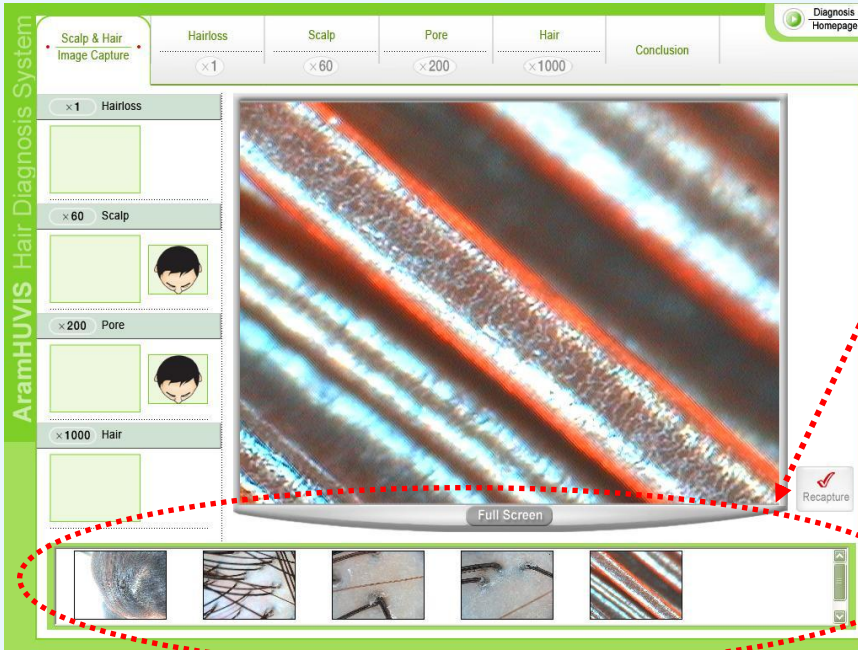 AramHUVIS Hair Diagnosis System
Scalp & Hair
Image Capture
Hairloss
×1
Scalp
×60
Pore
×200
Hair
×1000
Conclusion
Diagnosis
Homepage
×1 Hairloss
×60 Scalp
×200 Pore
×1000 Hair
Full Screen
Recapture